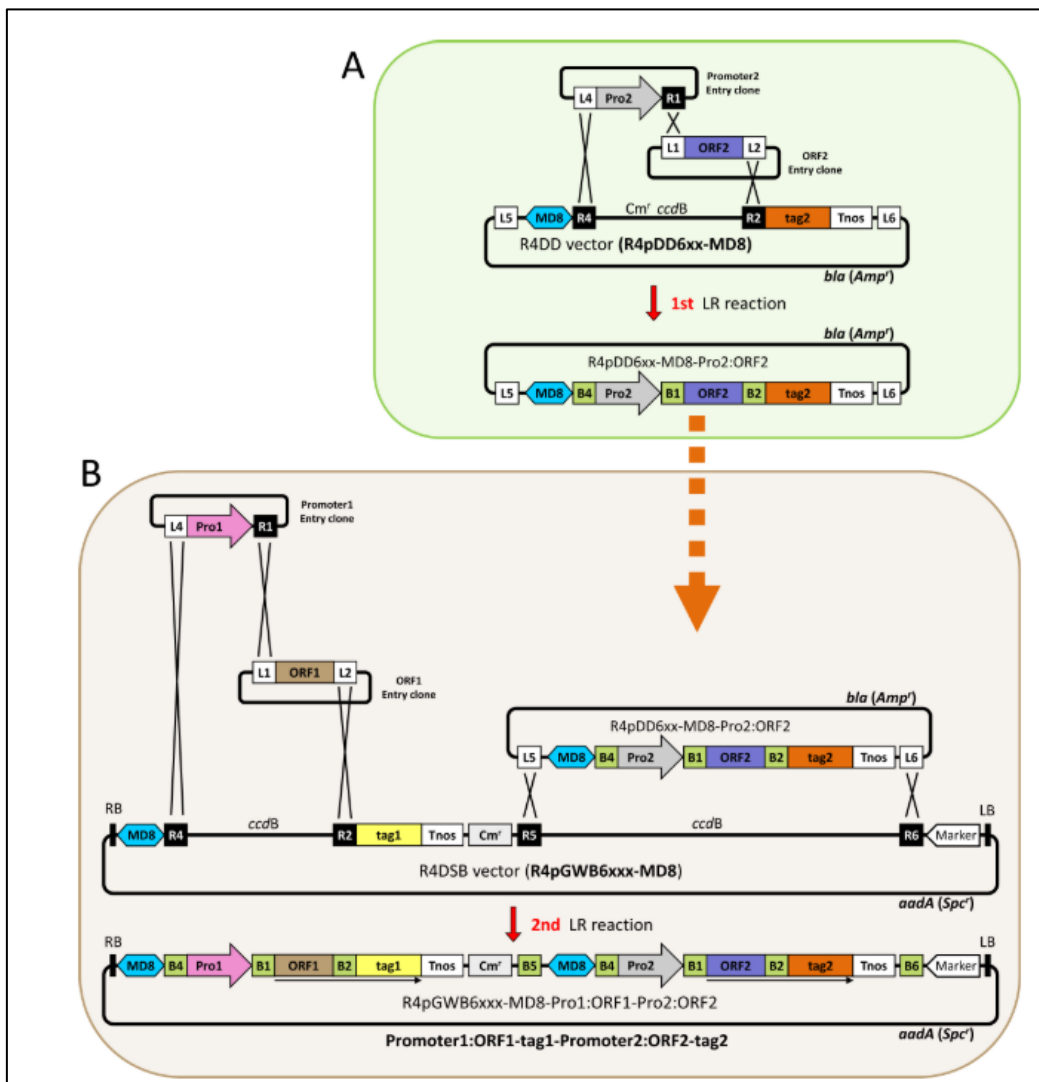 A
Promoter2
Entry clone
L4 Pro2 R1
L1 ORF2 L2
ORF2
Entry clone
Cmʳ ccdB
L5 MD8 R4 R2 tag2 Tnos L6
R4DD vector (R4pDD6xx-MD8)
bla (Ampʳ)
1st LR reaction
bla (Ampʳ)
R4pDD6xx-MD8-Pro2:ORF2
L5 MD8 B4 Pro2 B1 ORF2 B2 tag2 Tnos L6
B
Promoter1
Entry clone
L4 Pro1 R1
L1 ORF1 L2
ORF1
Entry clone
bla (Ampʳ)
R4pDD6xx-MD8-Pro2:ORF2
L5 MD8 B4 Pro2 B1 ORF2 B2 tag2 Tnos L6
RB ccdB ccdB LB
MD8 R4 R2 tag1 Tnos Cmʳ R5 R6 Marker
R4DSB vector (R4pGWB6xxx-MD8)
aadA (Spcʳ)
2nd LR reaction
RB LB
MD8 B4 Pro1 B1 ORF1 B2 tag1 Tnos Cmʳ B5 MD8 B4 Pro2 B1 ORF2 B2 tag2 Tnos B6 Marker
R4pGWB6xxx-MD8-Pro1:ORF1-Pro2:ORF2
aadA (Spcʳ)
Promoter1:ORF1-tag1-Promoter2:ORF2-tag2